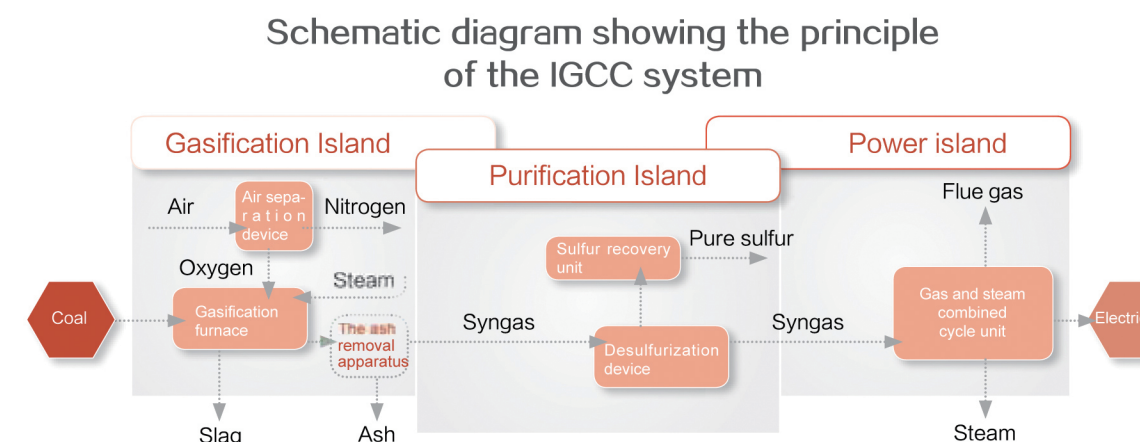 Schematic diagram showing the principle
of the IGCC system
Gasification Island
Purification Island
Power island
Air
Air sepa-
ration
device
Nitrogen
Oxygen
Steam
Coal
Gasification
furnace
The ash
removal
apparatus
Slag
Ash
Syngas
Sulfur recovery
unit
Pure sulfur
Desulfurization
device
Syngas
Flue gas
Gas and steam
combined
cycle unit
Steam